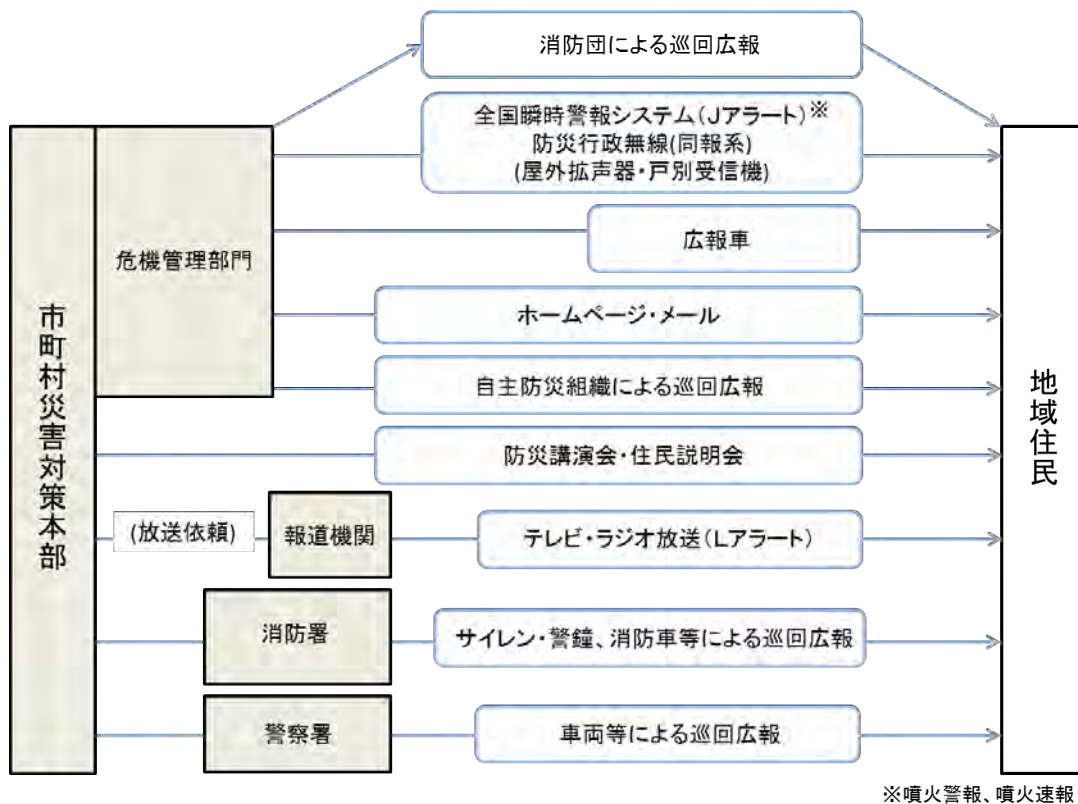 消防団による巡回広報
全国瞬時警報システム(Jアラート)※
防災行政無線(同報系)
(屋外拡声器・戸別受信機)
広報車
危機管理部門
ホームページ・メール
自主防災組織による巡回広報
市町村災害対策本部
地域住民
防災講演会・住民説明会
(放送依頼)
報道機関
テレビ・ラジオ放送(Lアラート)
消防署
サイレン・警鐘、消防車等による巡回広報
警察署
車両等による巡回広報
※噴火警報、噴火速報